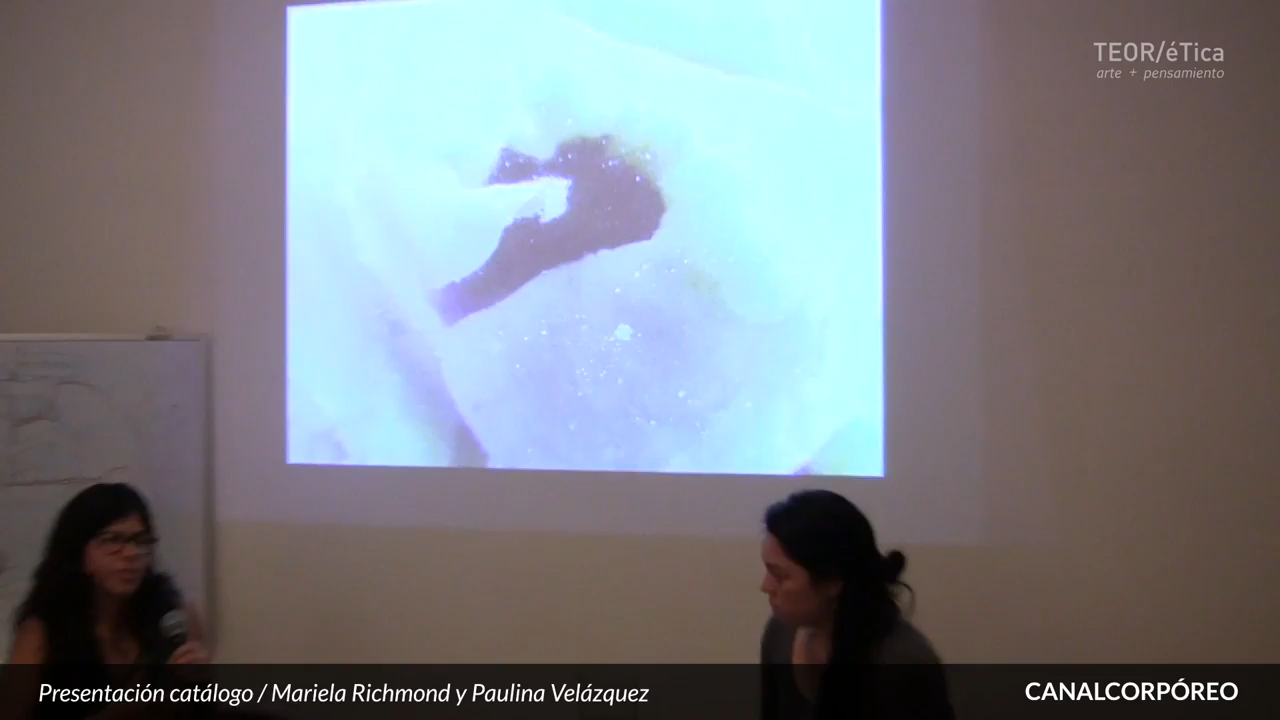 TEOR/éTica
arte + pensamiento
Presentación catálogo / Mariela Richmond y Paulina Velázquez
CANALCORPÓREO